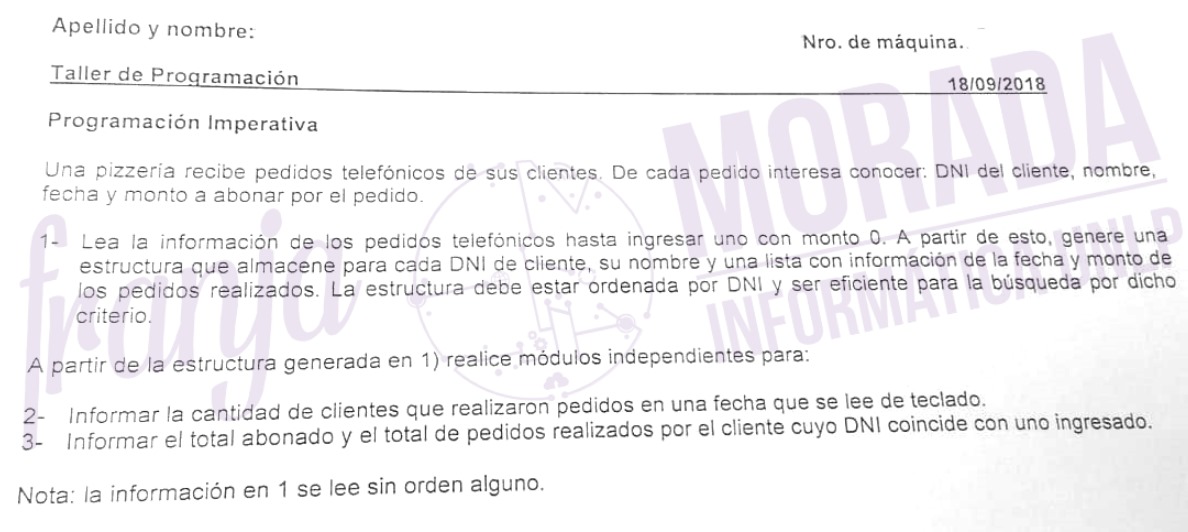 Apellido y nombre:
Nro. de máquina.
Taller de Programación
18/09/2018
Programación Imperativa
Una pizzería recibe pedidos telefónicos de sus clientes. De cada pedido interesa conocer: DNI del cliente, nombre,
fecha y monto a abonar por el pedido.
1- Lea la información de los pedidos telefónicos hasta ingresar uno con monto 0. A partir de esto, genere una
estructura que almacene para cada DNI de cliente, su nombre y una lista con información de la fecha y monto de
los pedidos realizados. La estructura debe estar ordenada por DNI y ser eficiente para la búsqueda por dicho
criterio.
A partir de la estructura generada en 1) realice módulos independientes para:
2- Informar la cantidad de clientes que realizaron pedidos en una fecha que se lee de teclado.
3- Informar el total abonado y el total de pedidos realizados por el cliente cuyo DNI coincide con uno ingresado.
Nota: la información en 1 se lee sin orden alguno.
franja
MORADA
INFORMATICA UNLP